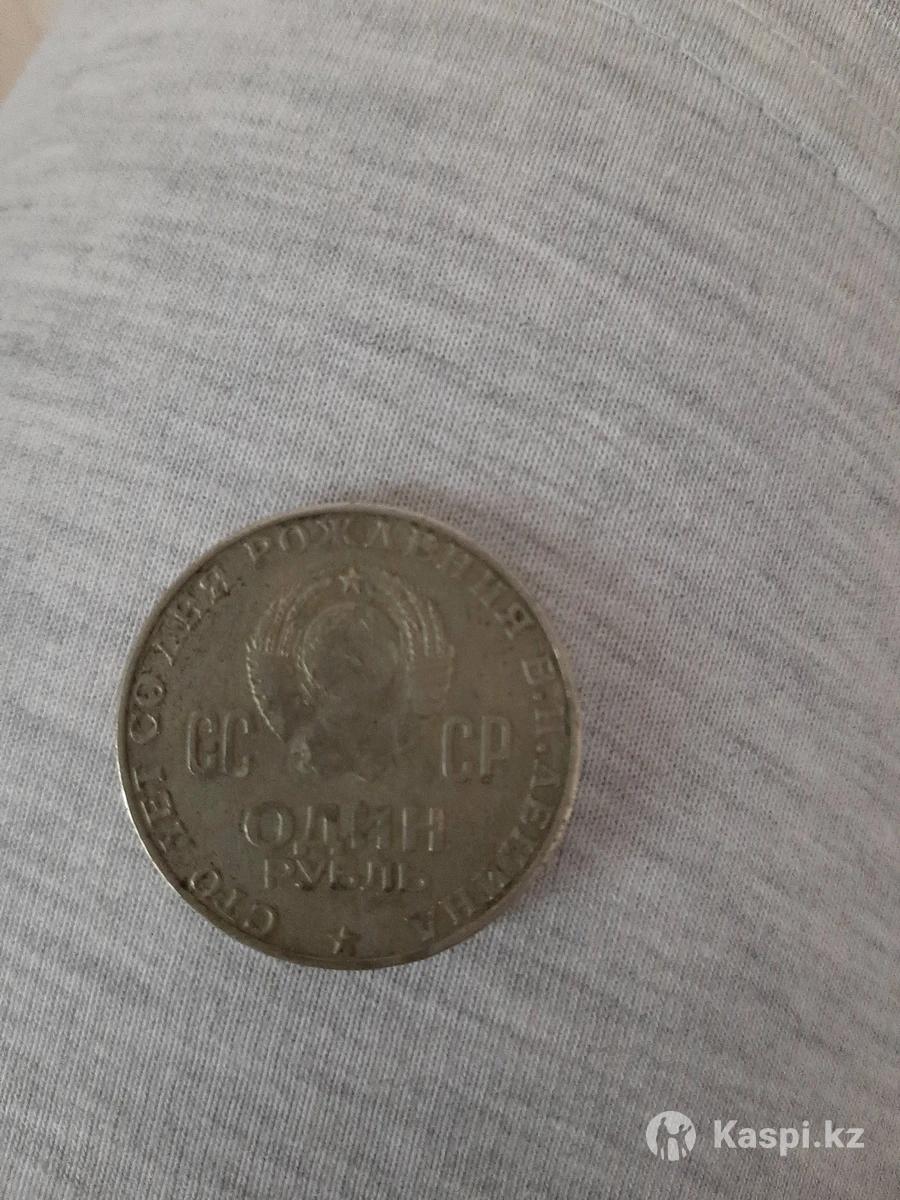 СТО ЛЕТ СО ДНЯ РОЖДЕНИЯ В.И.ЛЕНИНА
СС СР
ОДИН
РУБЛЬ
Kaspi.kz